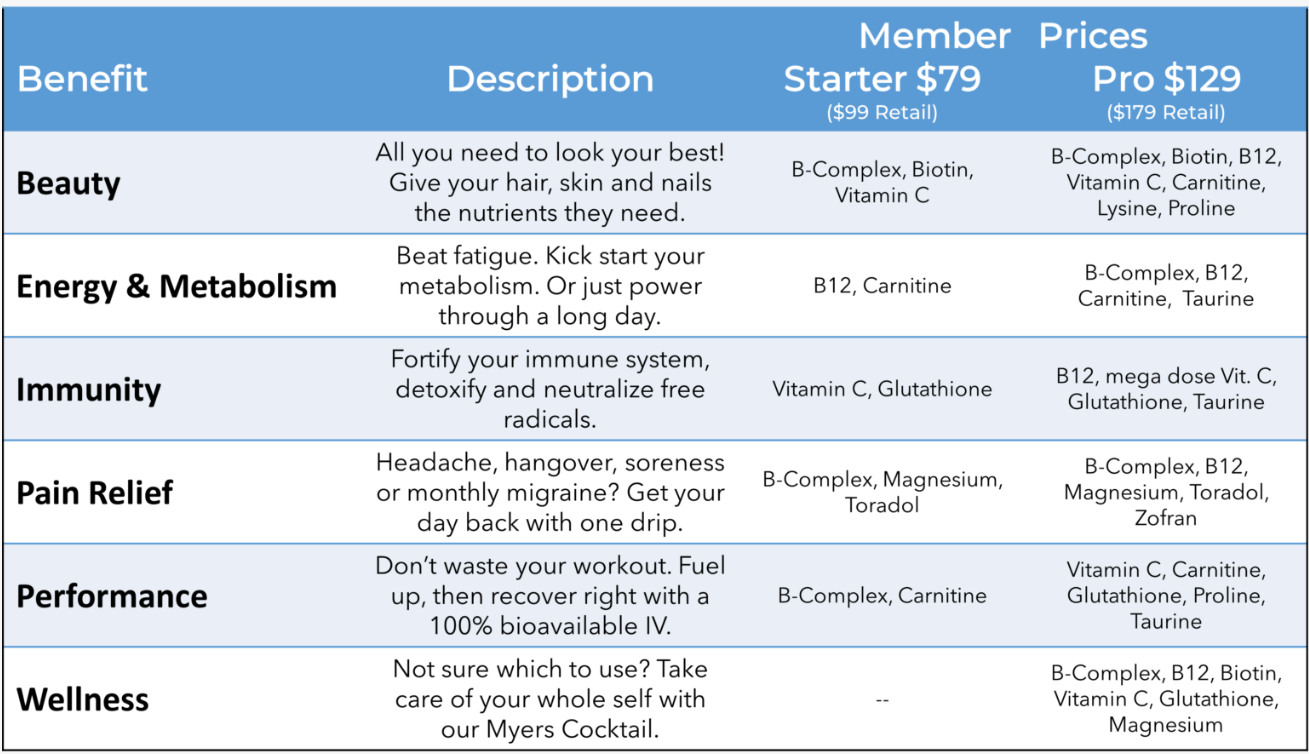 Member Prices
Benefit Description Starter $79 Pro $129
($99 Retail) ($179 Retail)
Beauty
All you need to look your best!
Give your hair, skin and nails
the nutrients they need.
B-Complex, Biotin,
Vitamin C
B-Complex, Biotin, B12,
Vitamin C, Carnitine,
Lysine, Proline
Energy & Metabolism
Beat fatigue. Kick start your
metabolism. Or just power
through a long day.
B12, Carnitine
B-Complex, B12,
Carnitine, Taurine
Immunity
Fortify your immune system,
detoxify and neutralize free
radicals.
Vitamin C, Glutathione
B12, mega dose Vit. C,
Glutathione, Taurine
Pain Relief
Headache, hangover, soreness
or monthly migraine? Get your
day back with one drip.
B-Complex, Magnesium,
Toradol
B-Complex, B12,
Magnesium, Toradol,
Zofran
Performance
Don’t waste your workout. Fuel
up, then recover right with a
100% bioavailable IV.
B-Complex, Carnitine
Vitamin C, Carnitine,
Glutathione, Proline,
Taurine
Wellness
Not sure which to use? Take
care of your whole self with
our Myers Cocktail.
--
B-Complex, B12, Biotin,
Vitamin C, Glutathione,
Magnesium